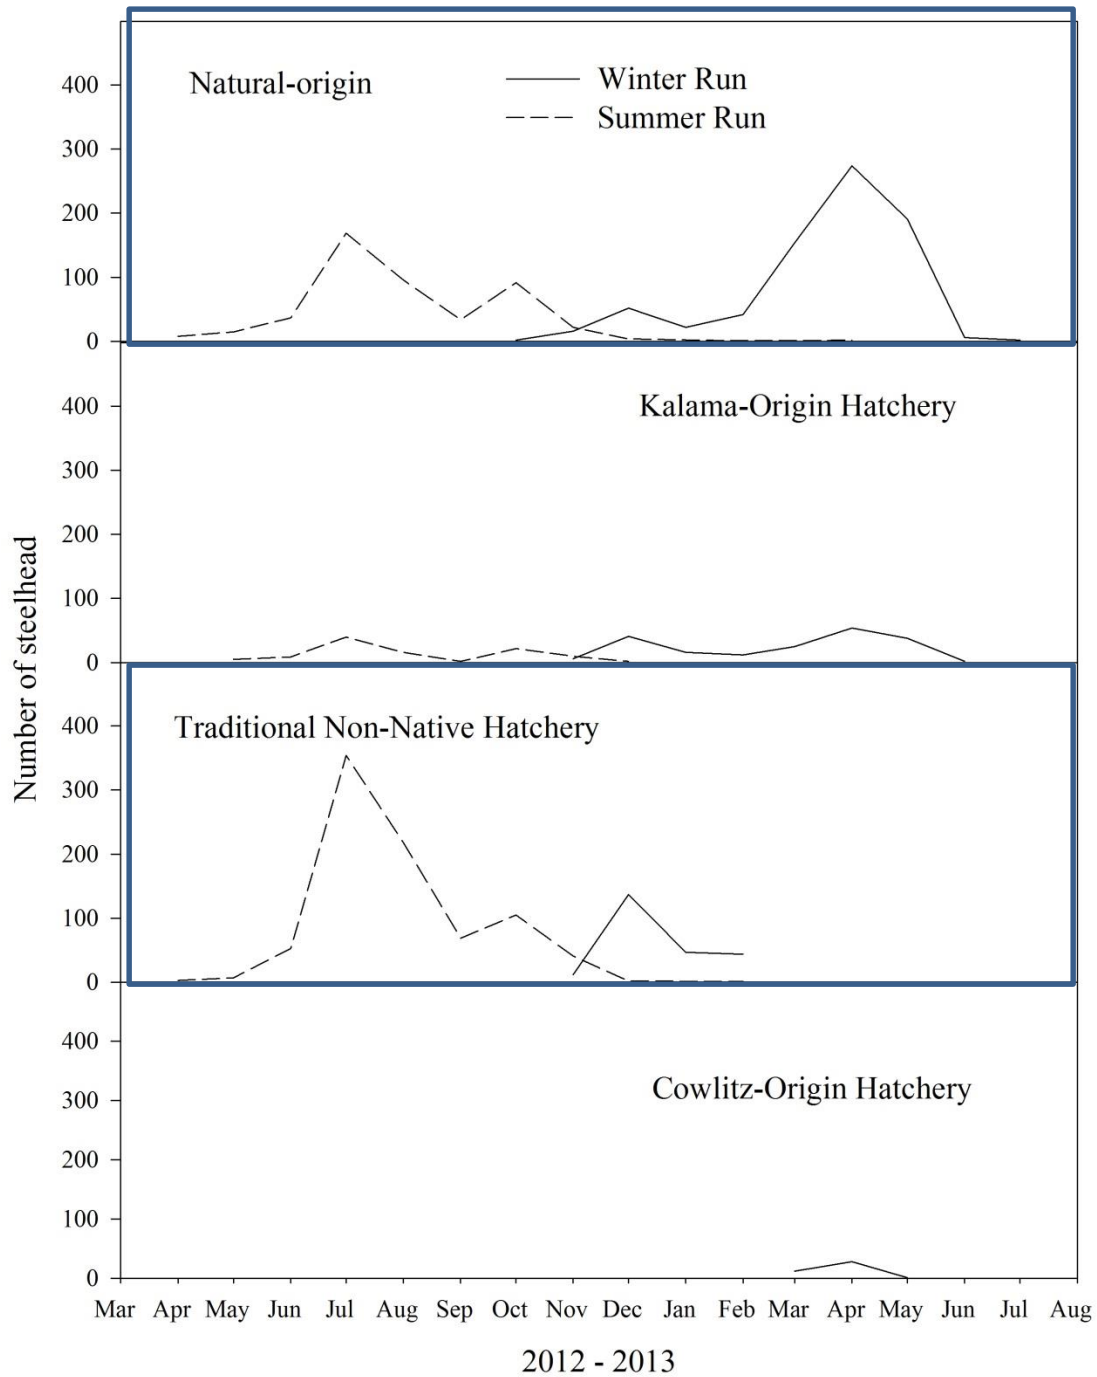 Natural-origin
Winter Run
Summer Run
400
300
200
100
0
Kalama-Origin Hatchery
400
300
200
100
0
Number of steelhead
Traditional Non-Native Hatchery
400
300
200
100
0
Cowlitz-Origin Hatchery
400
300
200
100
0
Mar Apr May Jun Jul Aug Sep Oct Nov Dec Jan Feb Mar Apr May Jun Jul Aug
2012 - 2013